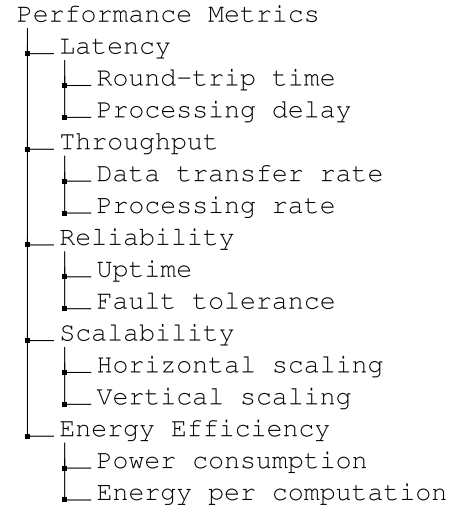 Performance Metrics
Latency
Round-trip time
Processing delay
Throughput
Data transfer rate
Processing rate
Reliability
Uptime
Fault tolerance
Scalability
Horizontal scaling
Vertical scaling
Energy Efficiency
Power consumption
Energy per computation